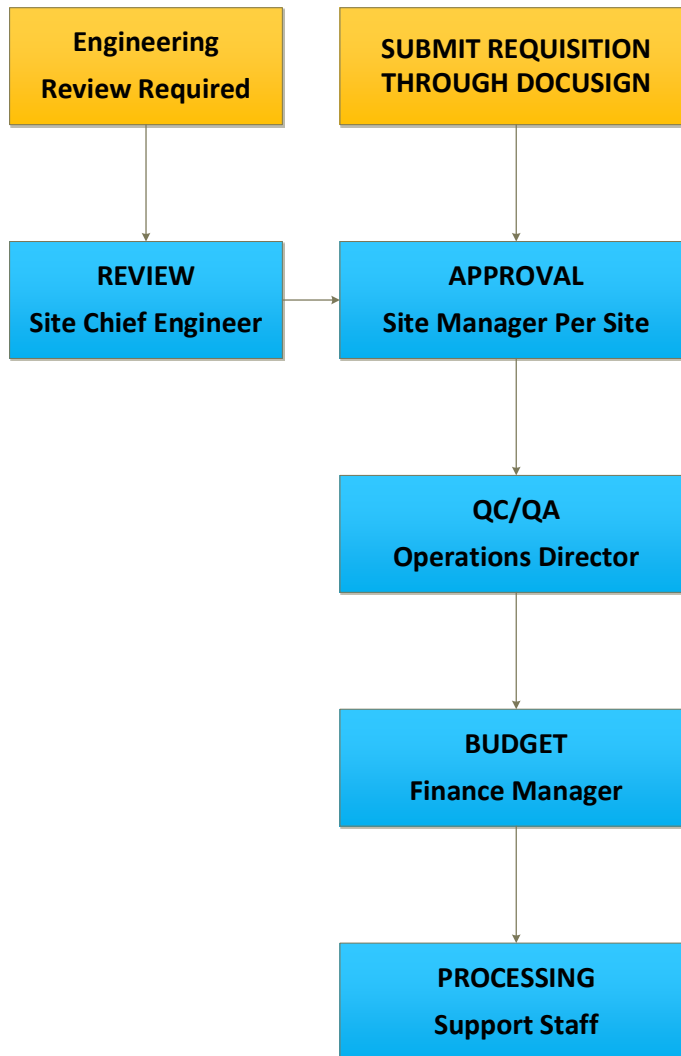 Engineering
Review Required
SUBMIT REQUISITION
THROUGH DOCUSIGN
REVIEW
Site Chief Engineer
APPROVAL
Site Manager Per Site
QC/QA
Operations Director
BUDGET
Finance Manager
PROCESSING
Support Staff